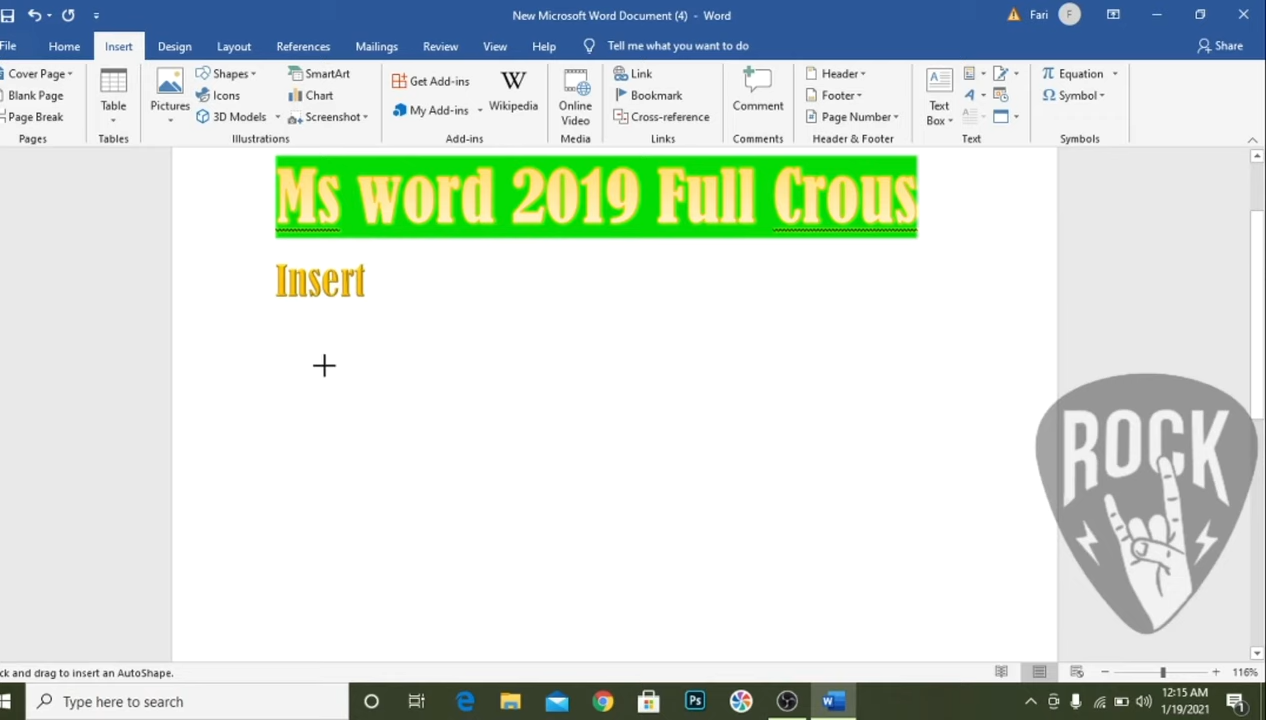 New Microsoft Word Document (4) - Word
Fari
F
File
Home
Insert
Design
Layout
References
Mailings
Review
View
Help
Tell me what you want to do
Share
Cover Page
Blank Page
Page Break
Pages
Table
Tables
Pictures
Shapes
Icons
3D Models
SmartArt
Chart
Screenshot
Illustrations
Get Add-ins
My Add-ins
W
Wikipedia
Add-ins
Online
Video
Media
Link
Bookmark
Cross-reference
Links
Comment
Comments
Header
Footer
Page Number
Header & Footer
Text
Box
Text
Equation
Symbol
Symbols
Ms word 2019 Full Crous
Insert
ROCK
ck and drag to insert an AutoShape.
116%
Type here to search
Ps
12:15 AM
1/19/2021
1